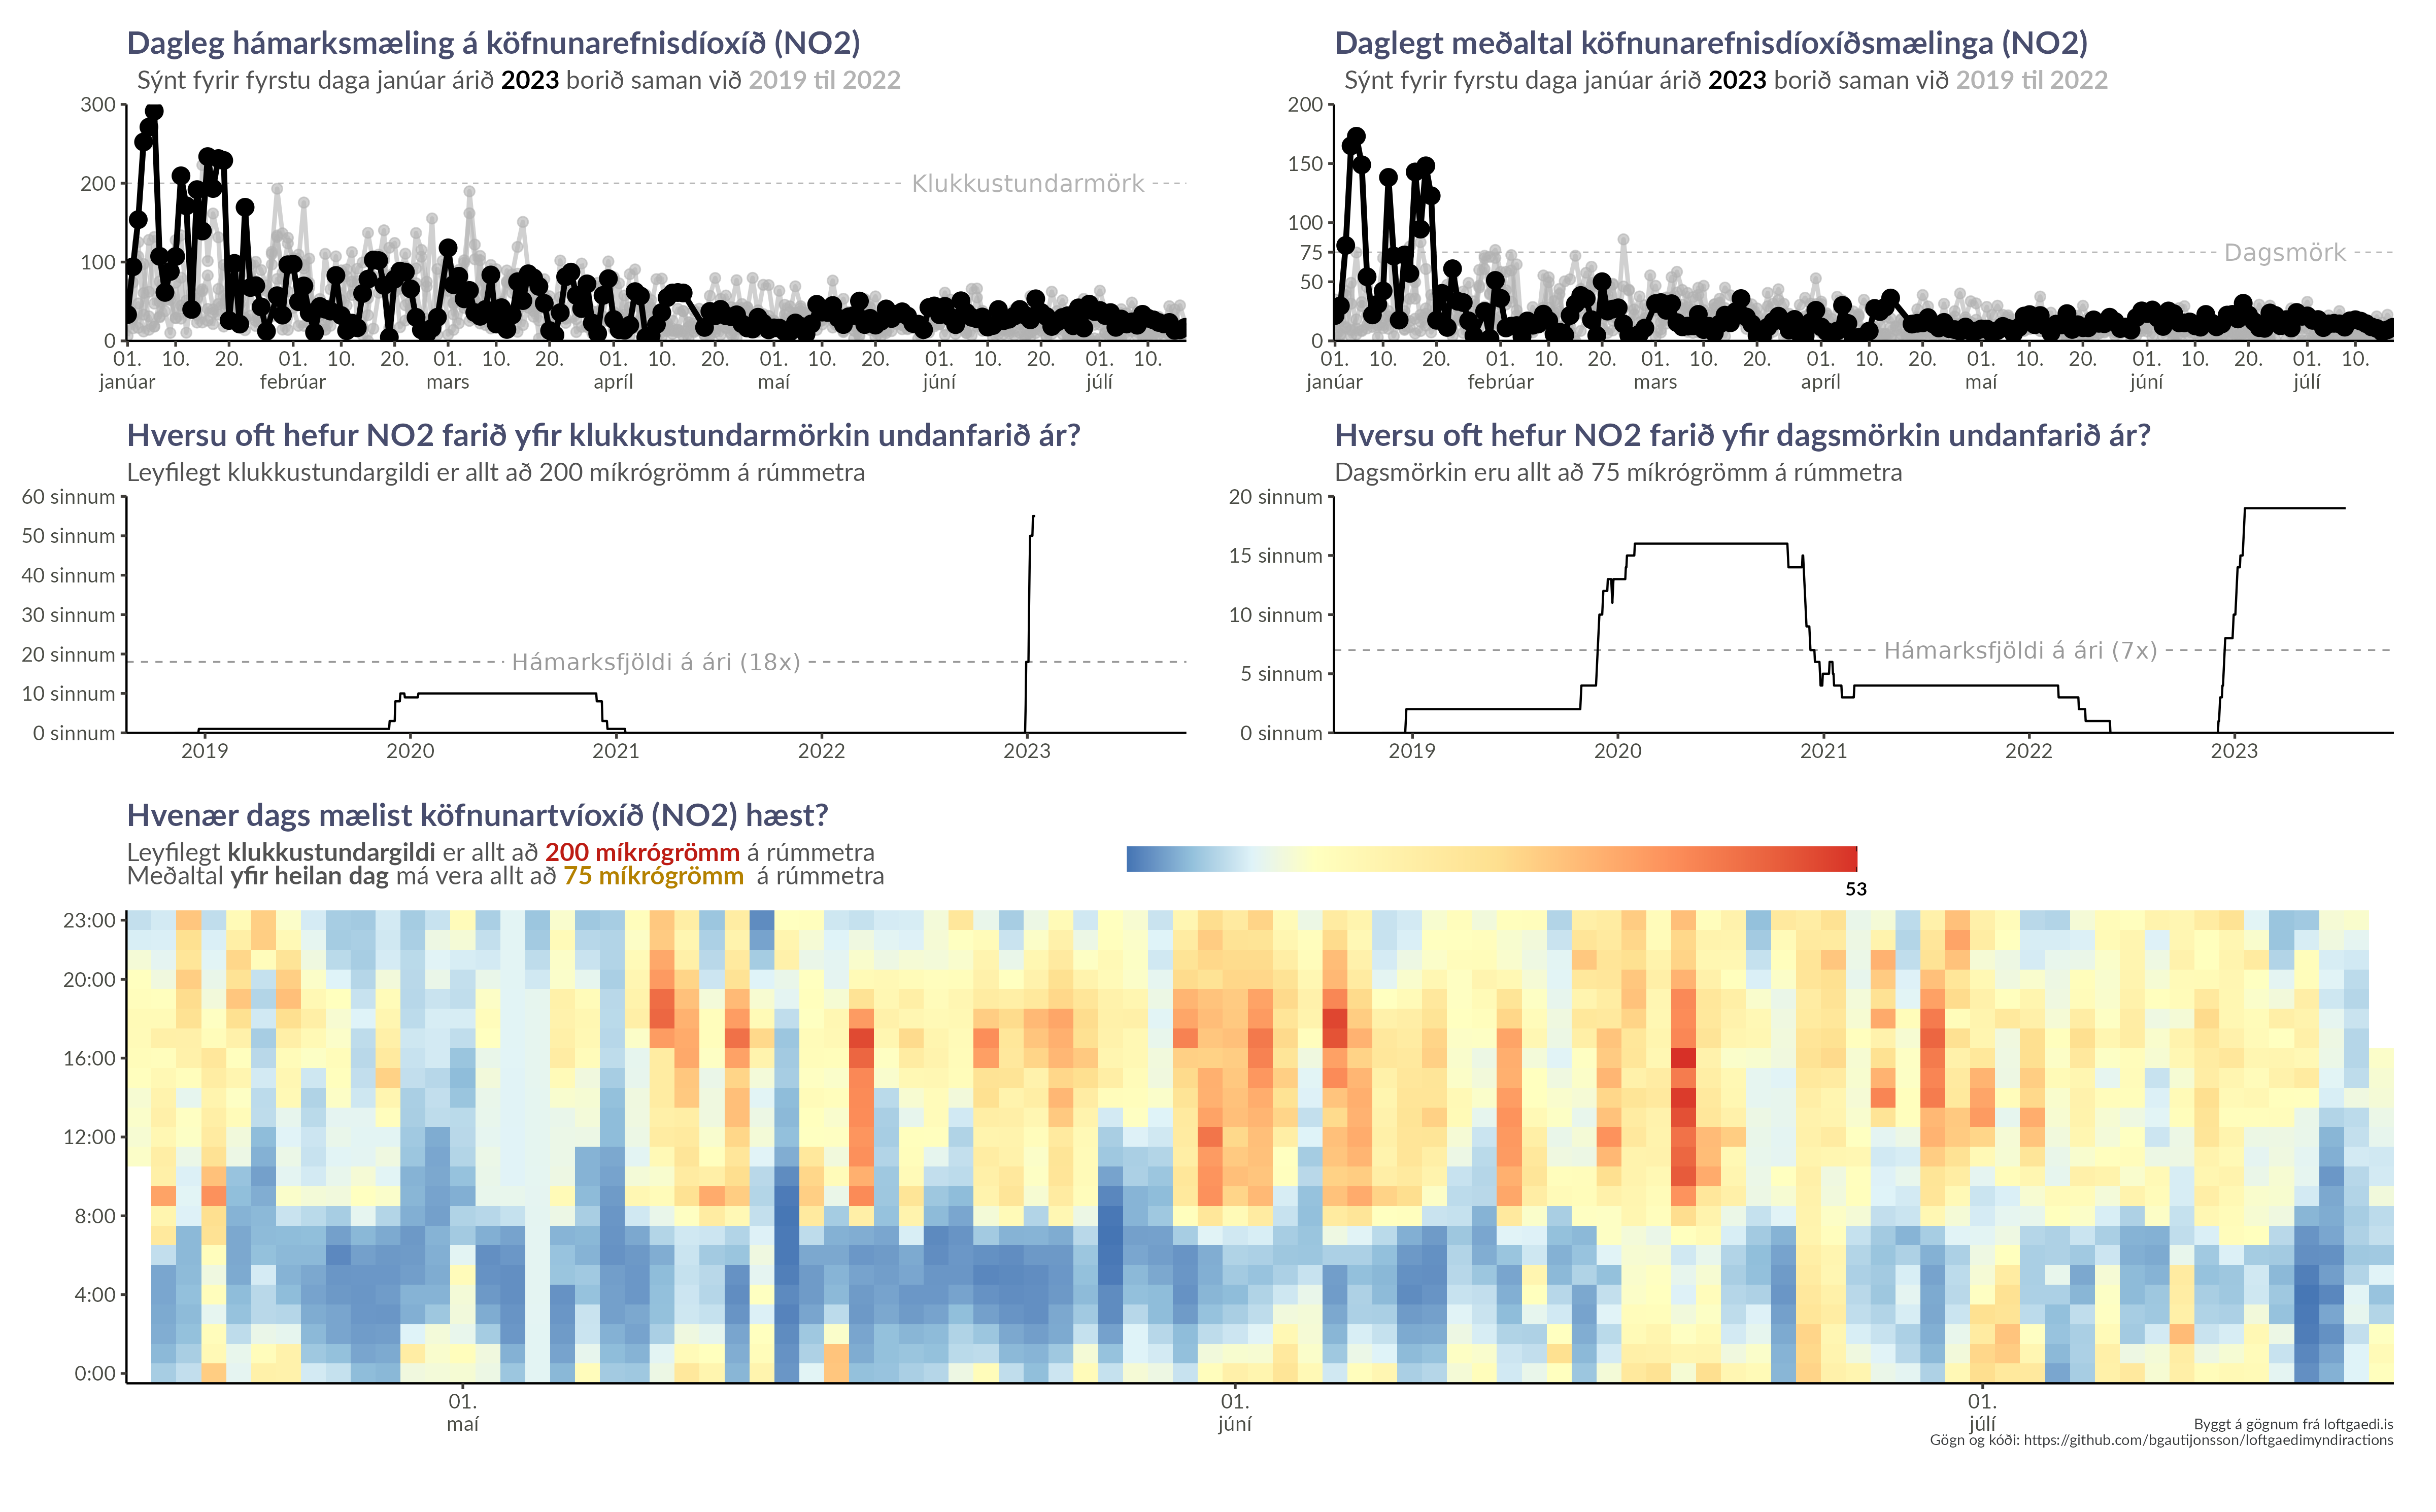 Dagleg hámarksmæling á köfnunarefnisdíoxíð (NO2)
Sýnt fyrir fyrstu daga janúar árið 2023 borið saman við 2019 til 2022
300
200
100
0
Klukkustundarmörk
01. 10. 20. 01. 10. 20. 01. 10. 20. 01. 10. 20. 01. 10. 20. 01. 10. 20. 01. 10.
janúar febrúar mars apríl maí júní júlí
Daglegt meðaltal köfnunarefnisdíoxíðsmælinga (NO2)
Sýnt fyrir fyrstu daga janúar árið 2023 borið saman við 2019 til 2022
200
150
100
75
50
0
Dagsmörk
01. 10. 20. 01. 10. 20. 01. 10. 20. 01. 10. 20. 01. 10. 20. 01. 10. 20. 01. 10.
janúar febrúar mars apríl maí júní júlí
Hversu oft hefur NO2 farið yfir klukkustundarmörkin undanfarið ár?
Leyfilegt klukkustundargildi er allt að 200 míkrógrömm á rúmmetra
60 sinnum
50 sinnum
40 sinnum
30 sinnum
20 sinnum
10 sinnum
0 sinnum
Hámarksfjöldi á ári (18x)
2019 2020 2021 2022 2023
Hversu oft hefur NO2 farið yfir dagsmörkin undanfarið ár?
Dagsmörkin eru allt að 75 míkrógrömm á rúmmetra
20 sinnum
15 sinnum
10 sinnum
5 sinnum
0 sinnum
Hámarksfjöldi á ári (7x)
2019 2020 2021 2022 2023
Hvenær dags mælist köfnunartvíoxíð (NO2) hæst?
Leyfilegt klukkustundargildi er allt að 200 míkrógrömm á rúmmetra
Meðaltal yfir heilan dag má vera allt að 75 míkrógrömm á rúmmetra
53
23:00
20:00
16:00
12:00
8:00
4:00
0:00
01. 01. 01.
maí júní júlí
Byggt á gögnum frá loftgaedi.is
Gögn og kóði: https://github.com/bgautijonsson/loftgaedimyndiractions